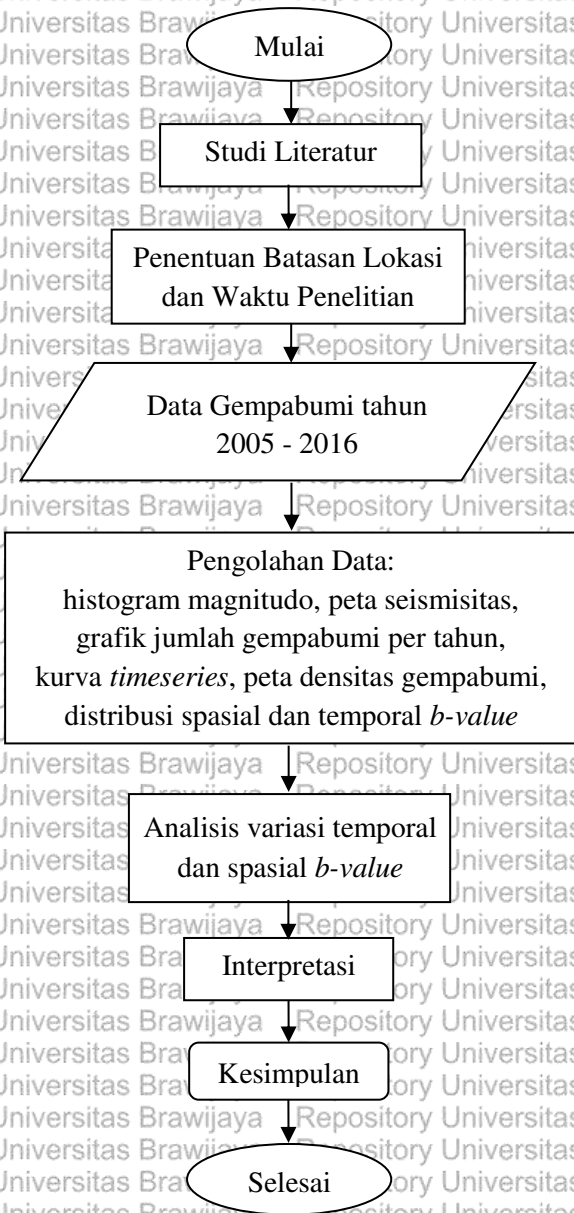 Mulai
Studi Literatur
Penentuan Batasan Lokasi
dan Waktu Penelitian
Data Gempabumi tahun
2005 - 2016
Pengolahan Data:
histogram magnitudo, peta seismisitas,
grafik jumlah gempabumi per tahun,
kurva timeseries, peta densitas gempabumi,
distribusi spasial dan temporal b-value
Analisis variasi temporal
dan spasial b-value
Interpretasi
Kesimpulan
Selesai